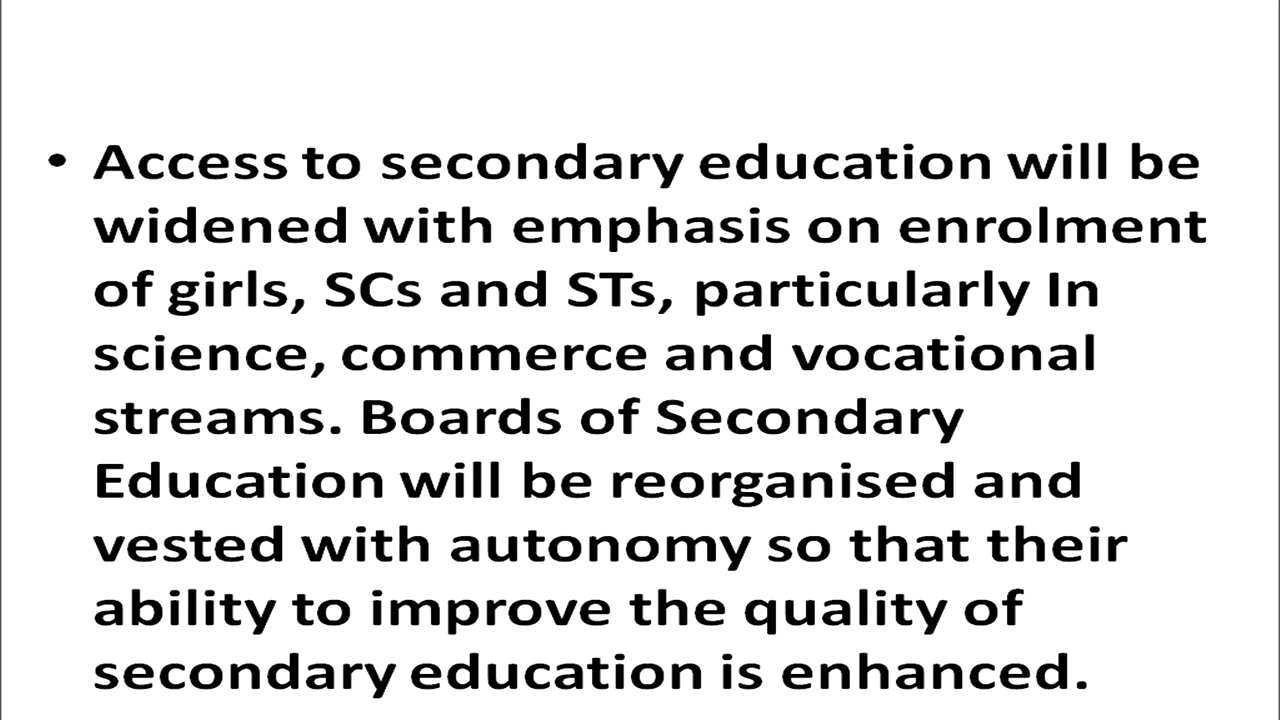 • Access to secondary education will be
widened with emphasis on enrolment
of girls, SCs and STs, particularly In
science, commerce and vocational
streams. Boards of Secondary
Education will be reorganised and
vested with autonomy so that their
ability to improve the quality of
secondary education is enhanced.